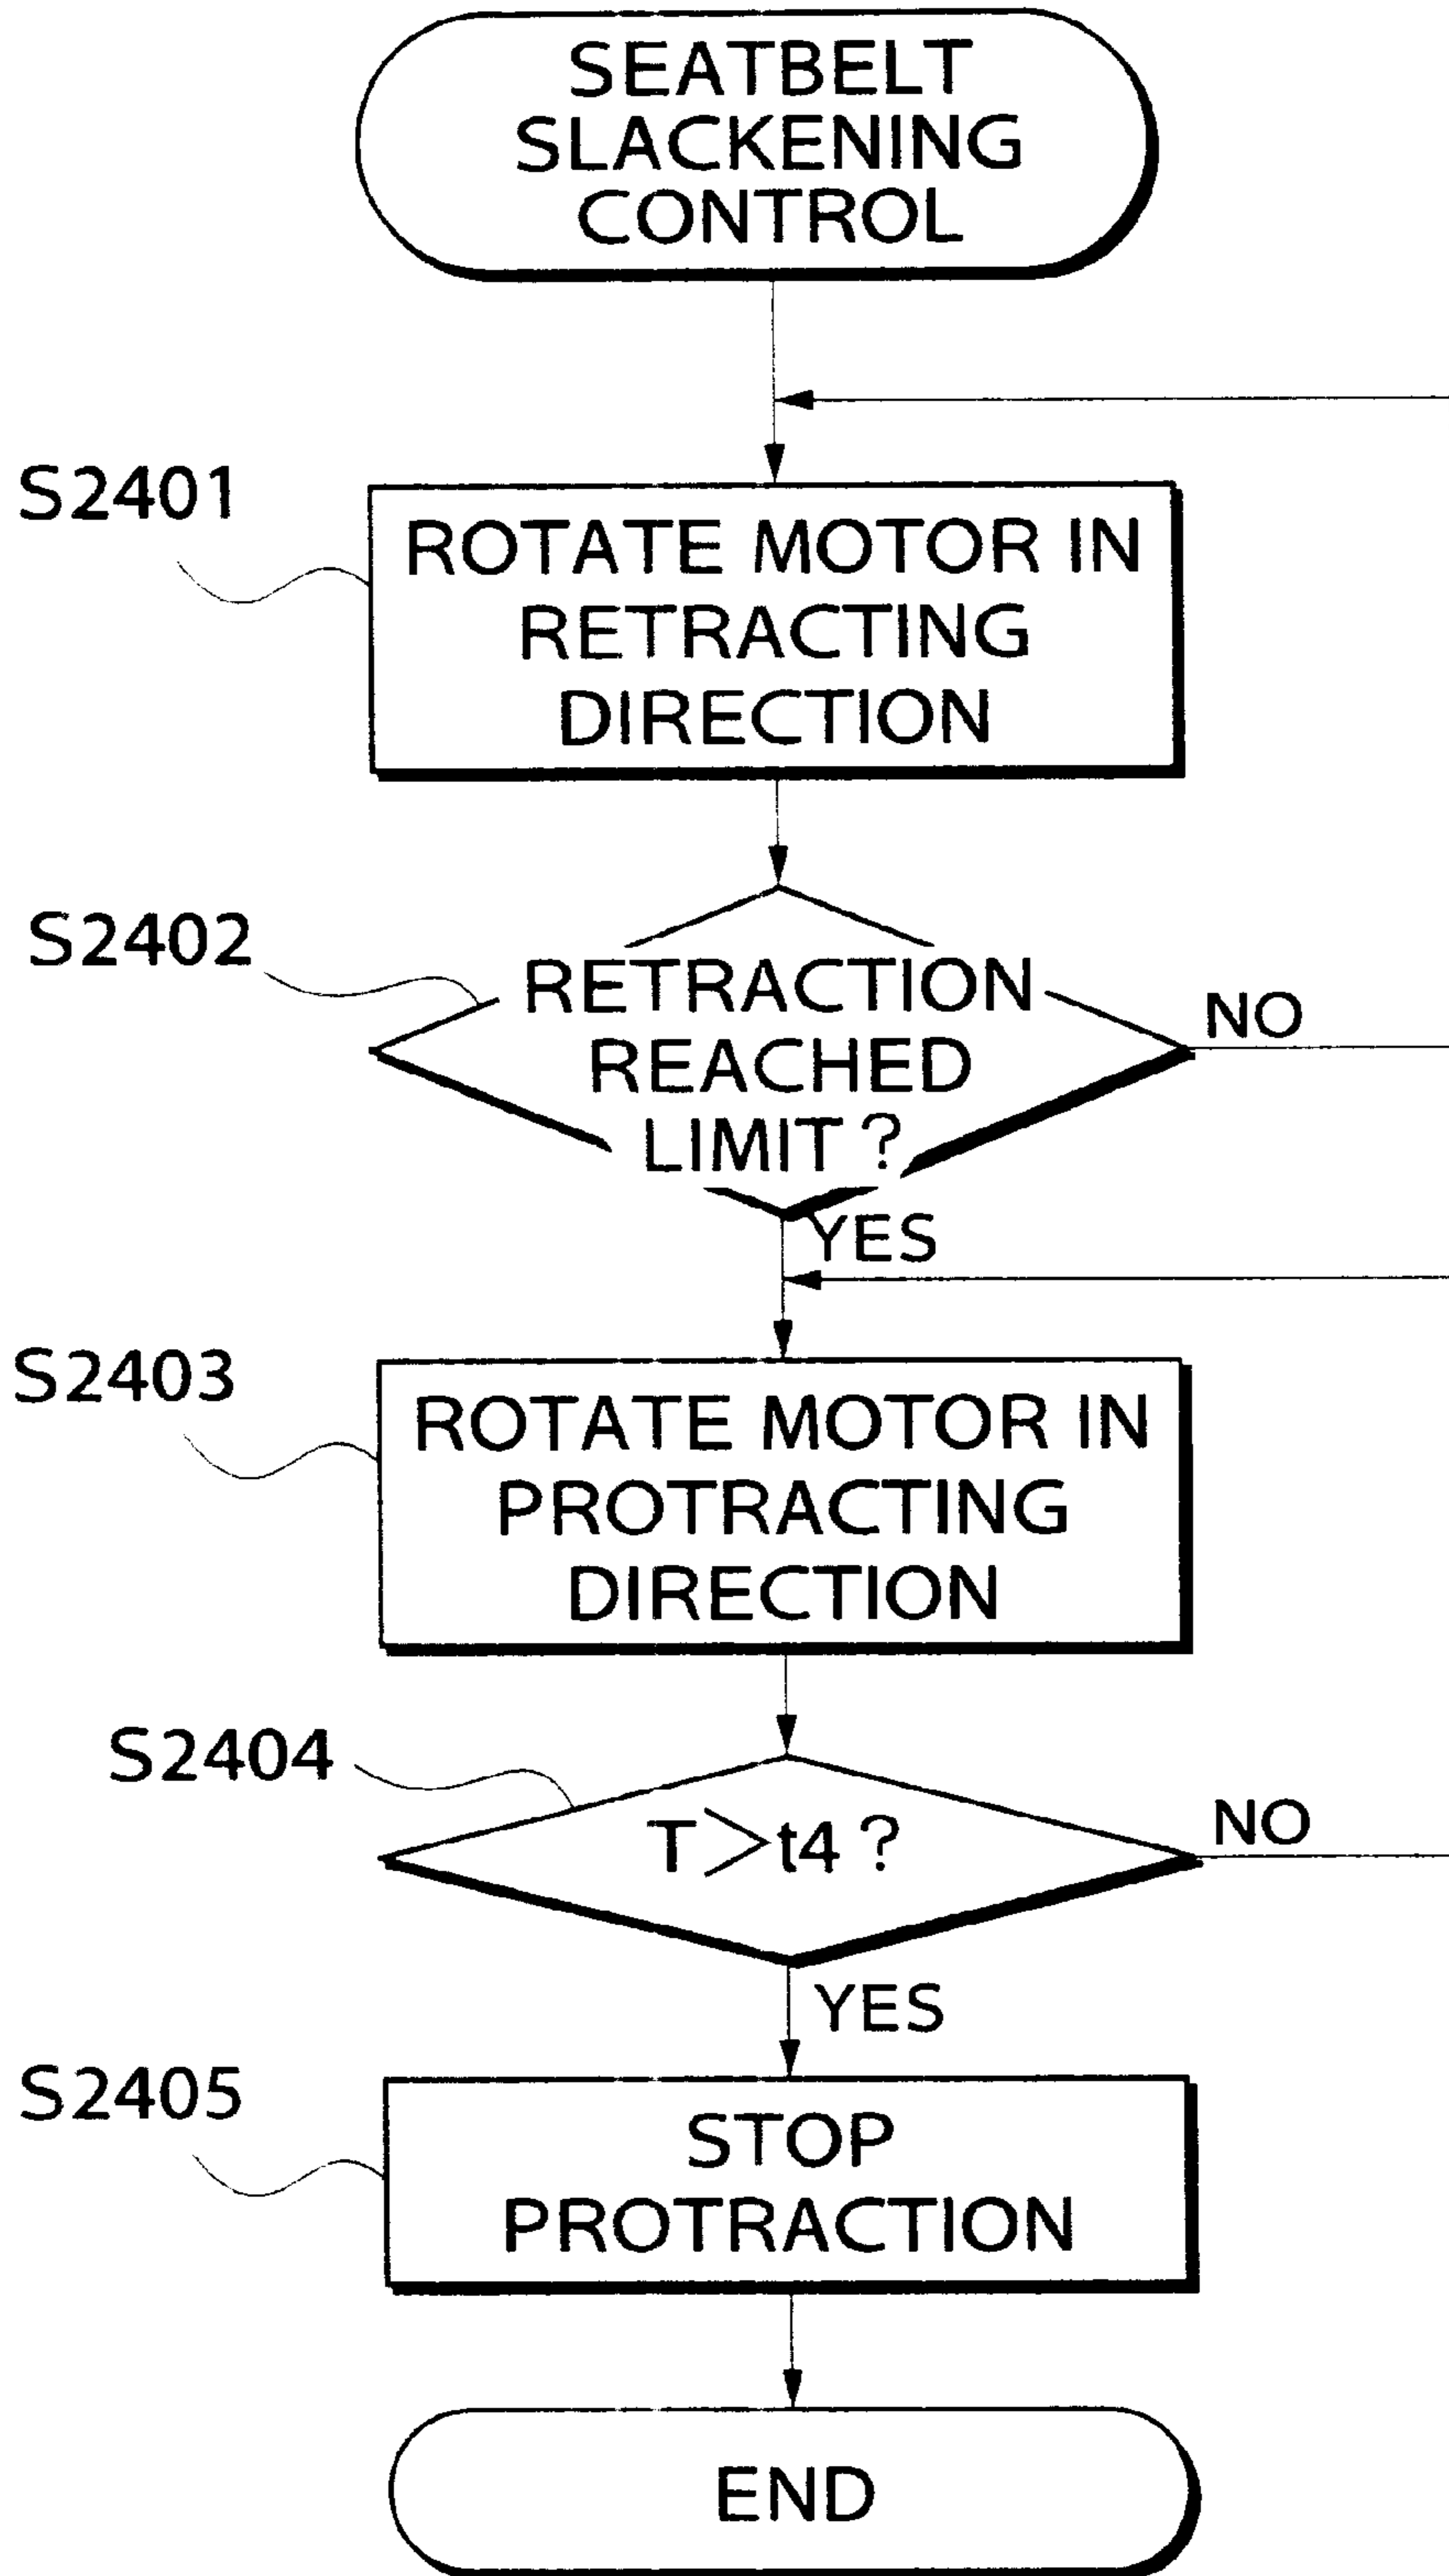 SEATBELT
SLACKENING
CONTROL
S2401
ROTATE MOTOR IN
RETRACTING
DIRECTION
S2402
RETRACTION
REACHED
LIMIT?
NO
YES
S2403
ROTATE MOTOR IN
PROTRACTING
DIRECTION
S2404
T>t4?
NO
YES
S2405
STOP
PROTRACTION
END